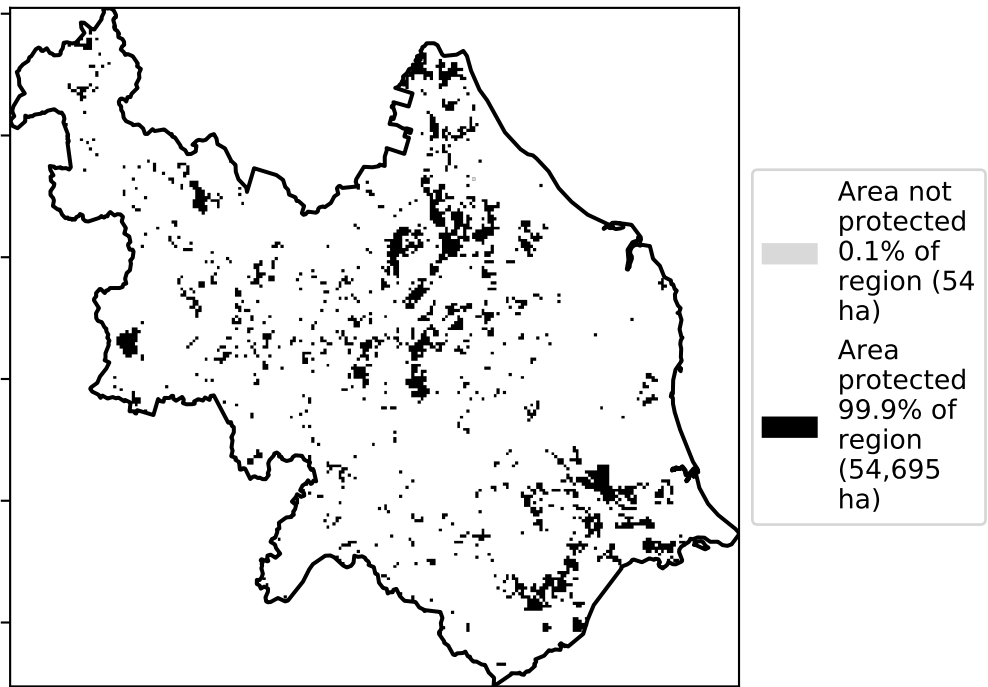 Area not
protected
0.1% of
region (54
ha)
Area
protected
99.9% of
region
(54,695
ha)